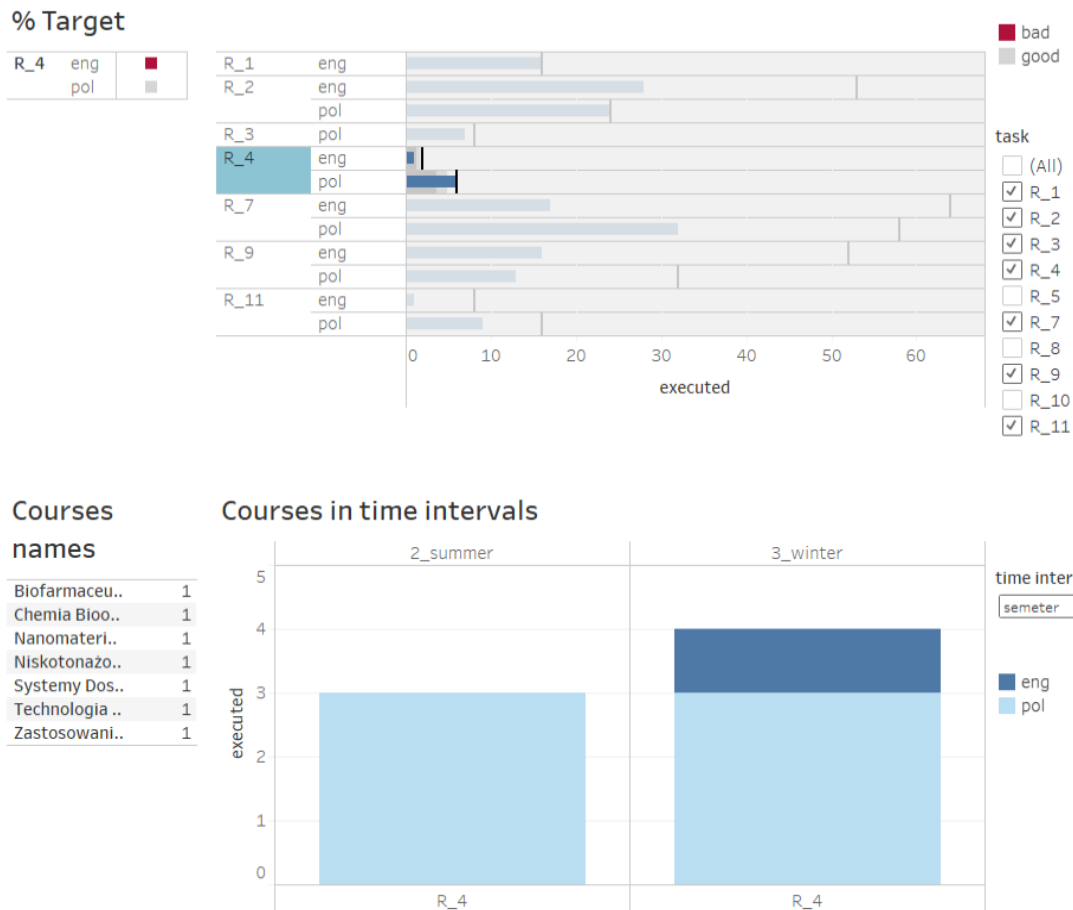 % Target
bad
good
R_4 eng
pol
R_1 eng
R_2 eng
pol
R_3 pol
R_4 eng
pol
R_7 eng
pol
R_9 eng
pol
R_11 eng
pol
0 10 20 30 40 50 60
executed
task
(All)
R_1
R_2
R_3
R_4
R_5
R_7
R_8
R_9
R_10
R_11
Courses
names
Biofarmaceu.. 1
Chemia Bioo.. 1
Nanomateri.. 1
Niskotonażo.. 1
Systemy Dos.. 1
Technologia .. 1
Zastosowani.. 1
Courses in time intervals
2_summer 3_winter
5
4
3
2
1
0
executed
R_4 R_4
time inter
semeter
eng
pol